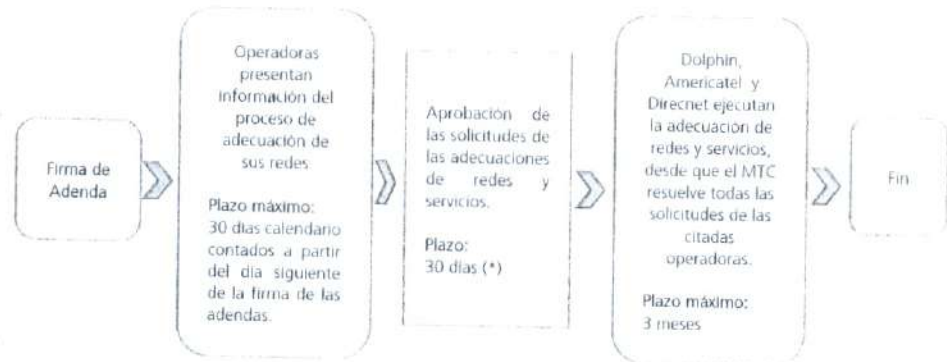 Firma de
Adenda
Operadoras
presentan
información del
proceso de
adecuación de
sus redes
Plazo máximo:
30 días calendario
contados a partir
del día siguiente
de la firma de las
adendas.
Aprobación de
las solicitudes de
las adecuaciones
de redes y
servicios.
Plazo:
30 días (*)
Dolphin,
Americatel y
Direcnet ejecutan
la adecuación de
redes y servicios,
desde que el MTC
resuelve todas las
solicitudes de las
citadas
operadoras.
Plazo máximo:
3 meses
Fin